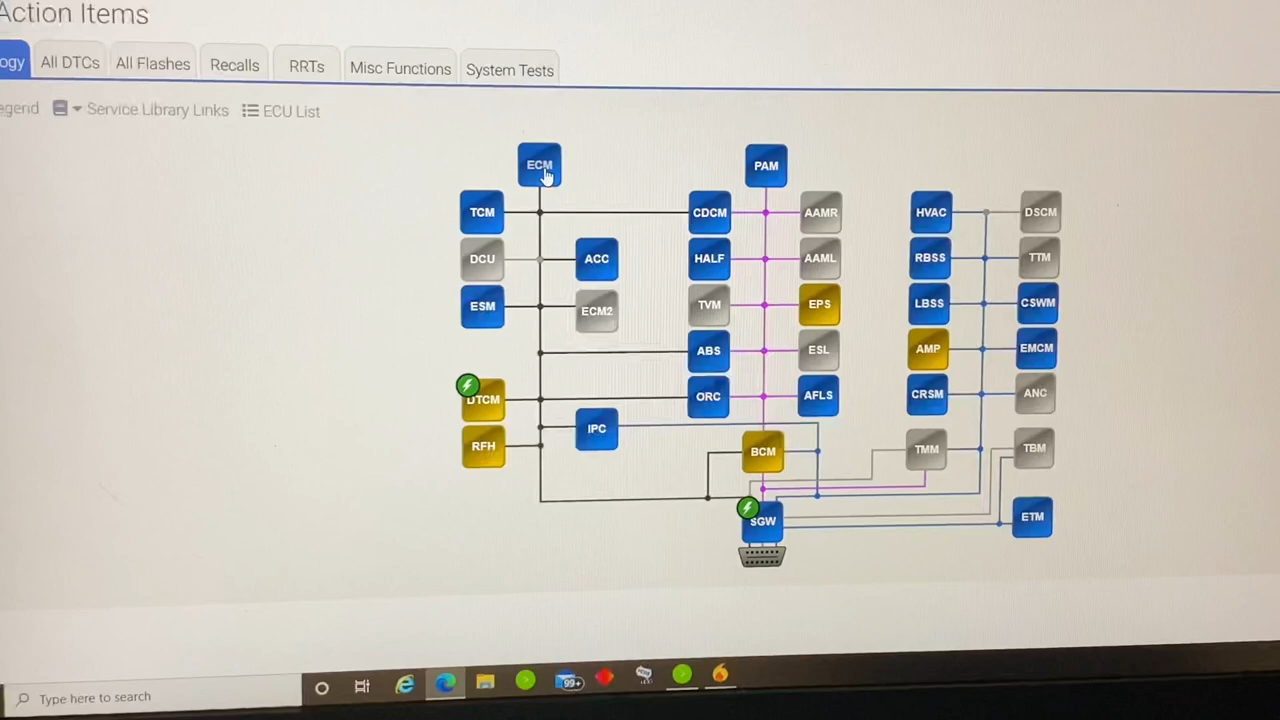 Action Items
ogy All DTCs All Flashes Recalls RRTs Misc Functions System Tests
egend Service Library Links ECU List
ECM PAM
TCM CDCM AAMR HVAC DSCM
DCU ACC HALF AAML RBSS TTM
ESM ECM2 TVM EPS LBSS CSWM
ABS ESL AMP EMCM
DTCM ORC AFLS CRSM ANC
RFH IPC BCM TMM TBM
SGW ETM
Type here to search 99+